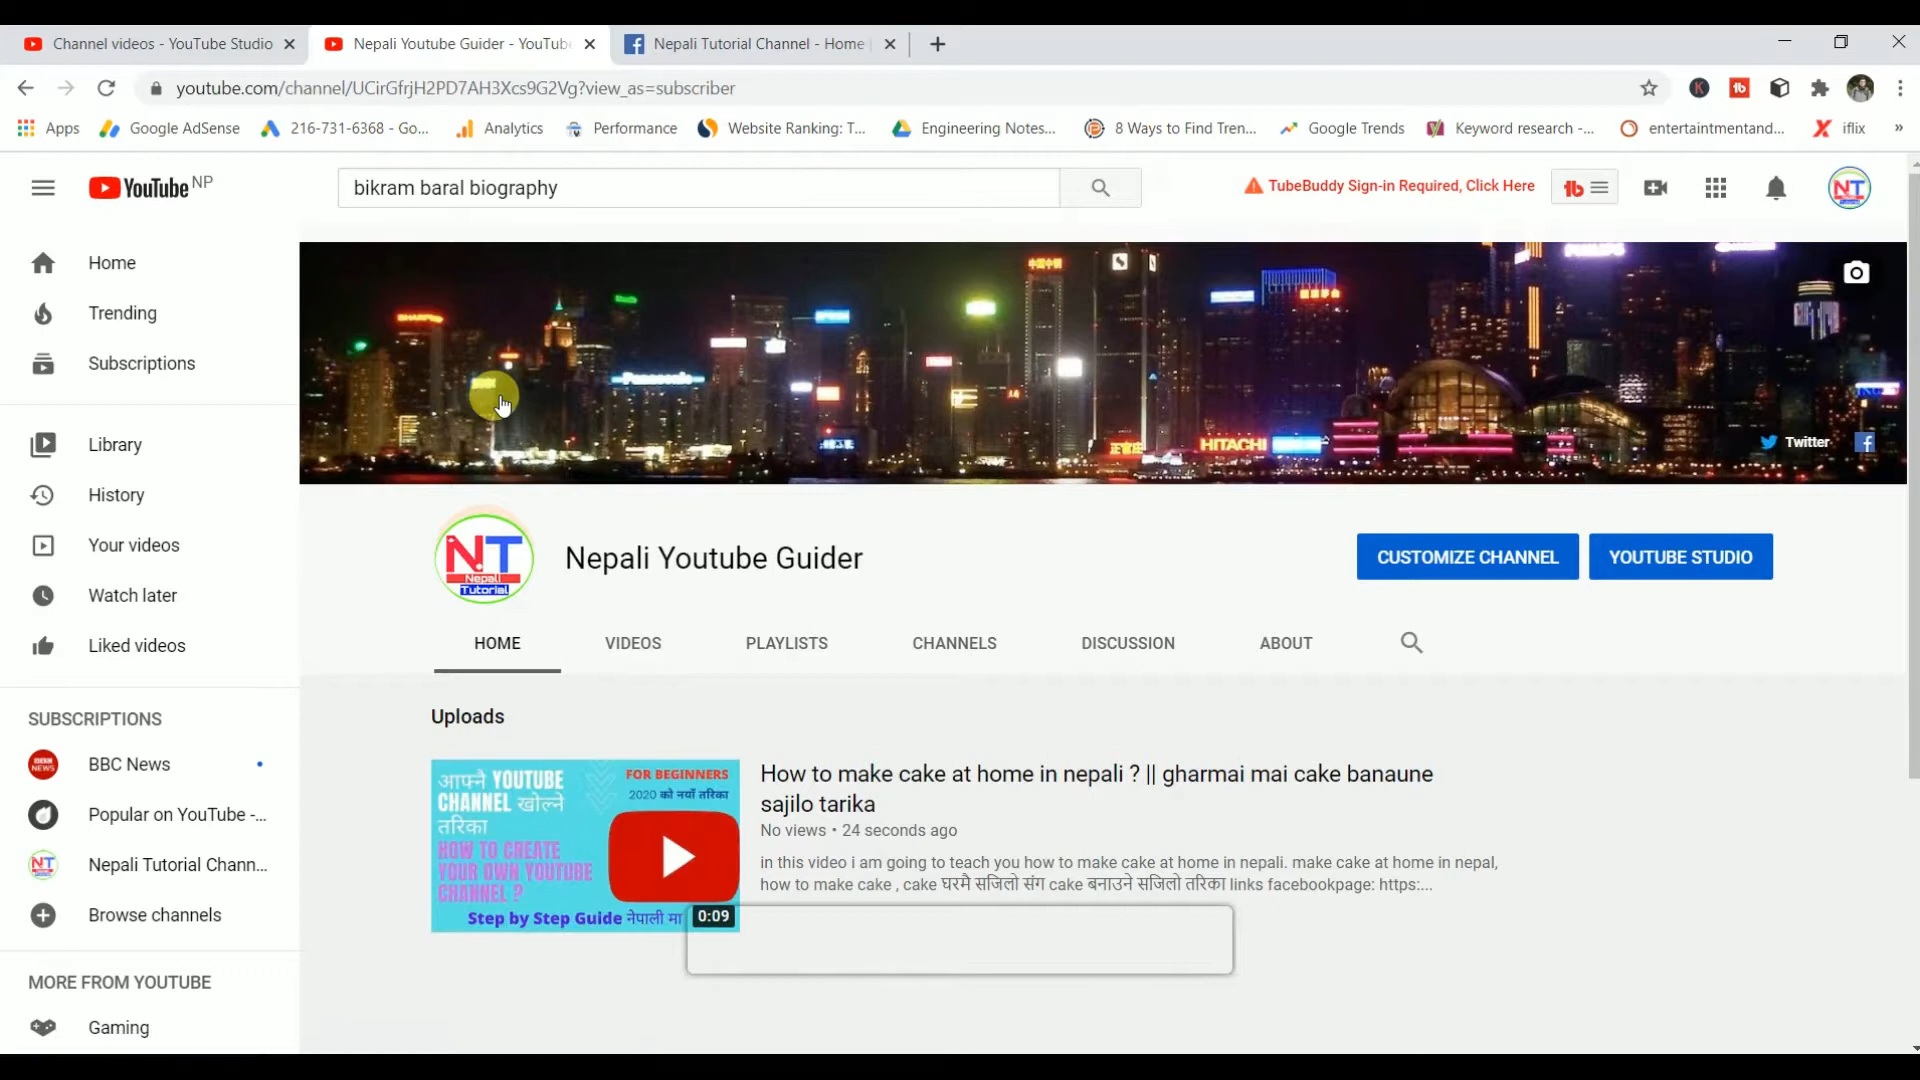 Channel videos - YouTube Studio
Nepali Youtube Guider - YouTub
Nepali Tutorial Channel - Home
youtube.com/channel/UCirGfrjH2PD7AH3Xcs9G2Vg?view_as=subscriber
Apps
Google AdSense
216-731-6368 - Go...
Analytics
Performance
Website Ranking: T...
Engineering Notes...
8 Ways to Find Tren...
Google Trends
Keyword research -...
entertaintmentand...
iflix
»
YouTube NP
bikram baral biography
TubeBuddy Sign-in Required, Click Here
tb
NT
Home
Trending
Subscriptions
Library
History
Your videos
Watch later
Liked videos
SUBSCRIPTIONS
BBC News
Popular on YouTube -...
Nepali Tutorial Chann...
Browse channels
MORE FROM YOUTUBE
Gaming
SHARP
Panasonic
PHILIPS
HITACHI
Twitter
NT
Nepali
Tutorial
Nepali Youtube Guider
CUSTOMIZE CHANNEL
YOUTUBE STUDIO
HOME
VIDEOS
PLAYLISTS
CHANNELS
DISCUSSION
ABOUT
Uploads
आफ्नै YOUTUBE
CHANNEL खोल्ने
तरिका
FOR BEGINNERS
2020 को नयाँ तरिका
HOW TO CREATE
YOUR OWN YOUTUBE
CHANNEL ?
Step by Step Guide नेपाली मा
0:09
How to make cake at home in nepali ? || gharmai mai cake banaune
sajilo tarika
No views • 24 seconds ago
in this video i am going to teach you how to make cake at home in nepali. make cake at home in nepal,
how to make cake , cake घरमै सजिलो संग cake बनाउने सजिलो तरिका links facebookpage: https:...